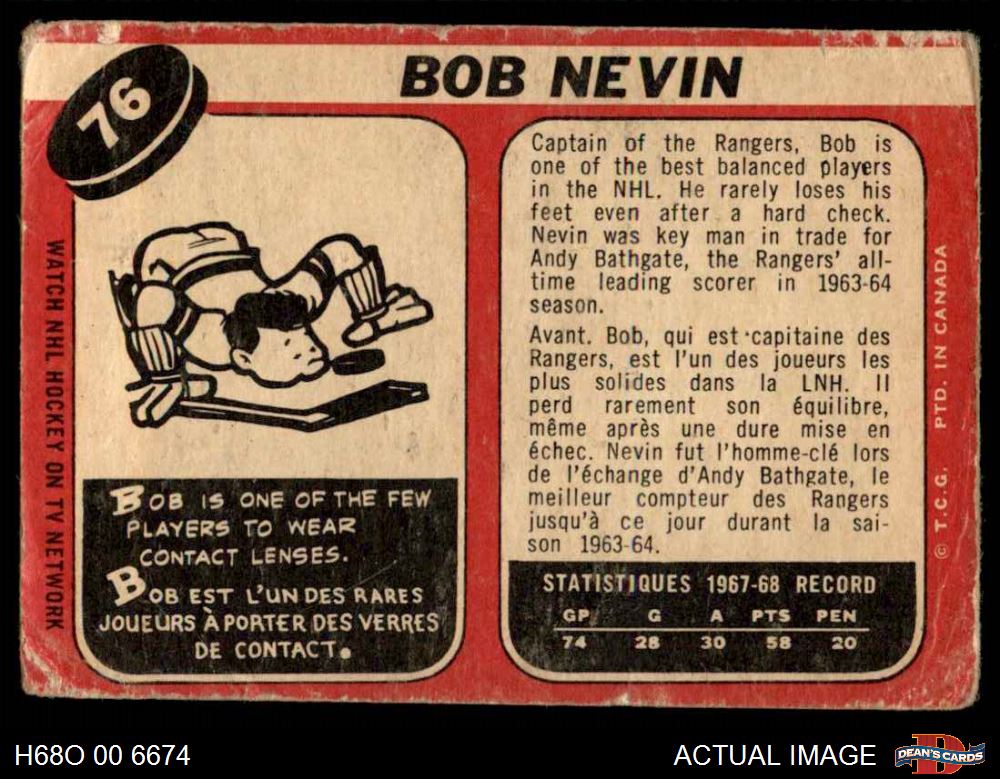 76
BOB NEVIN
WATCH NHL HOCKEY ON TV NETWORK
BOB IS ONE OF THE FEW
PLAYERS TO WEAR
CONTACT LENSES.
BOB EST L'UN DES RARES
JOUEURS À PORTER DES VERRES
DE CONTACT.
Captain of the Rangers, Bob is
one of the best balanced players
in the NHL. He rarely loses his
feet even after a hard check.
Nevin was key man in trade for
Andy Bathgate, the Rangers' all-
time leading scorer in 1963-64
season.
Avant. Bob, qui est capitaine des
Rangers, est l'un des joueurs les
plus solides dans la LNH. Il
perd rarement son équilibre,
même après une dure mise en
échec. Nevin fut l'homme-clé lors
de l'échange d'Andy Bathgate, le
meilleur compteur des Rangers
jusqu'à ce jour durant la sai-
son 1963-64.
STATISTIQUES 1967-68 RECORD
GP G A PTS PEN
74 28 30 58 20
© T.C.G. PTD. IN CANADA
H68O 00 6674
ACTUAL IMAGE
DEAN'S CARDS